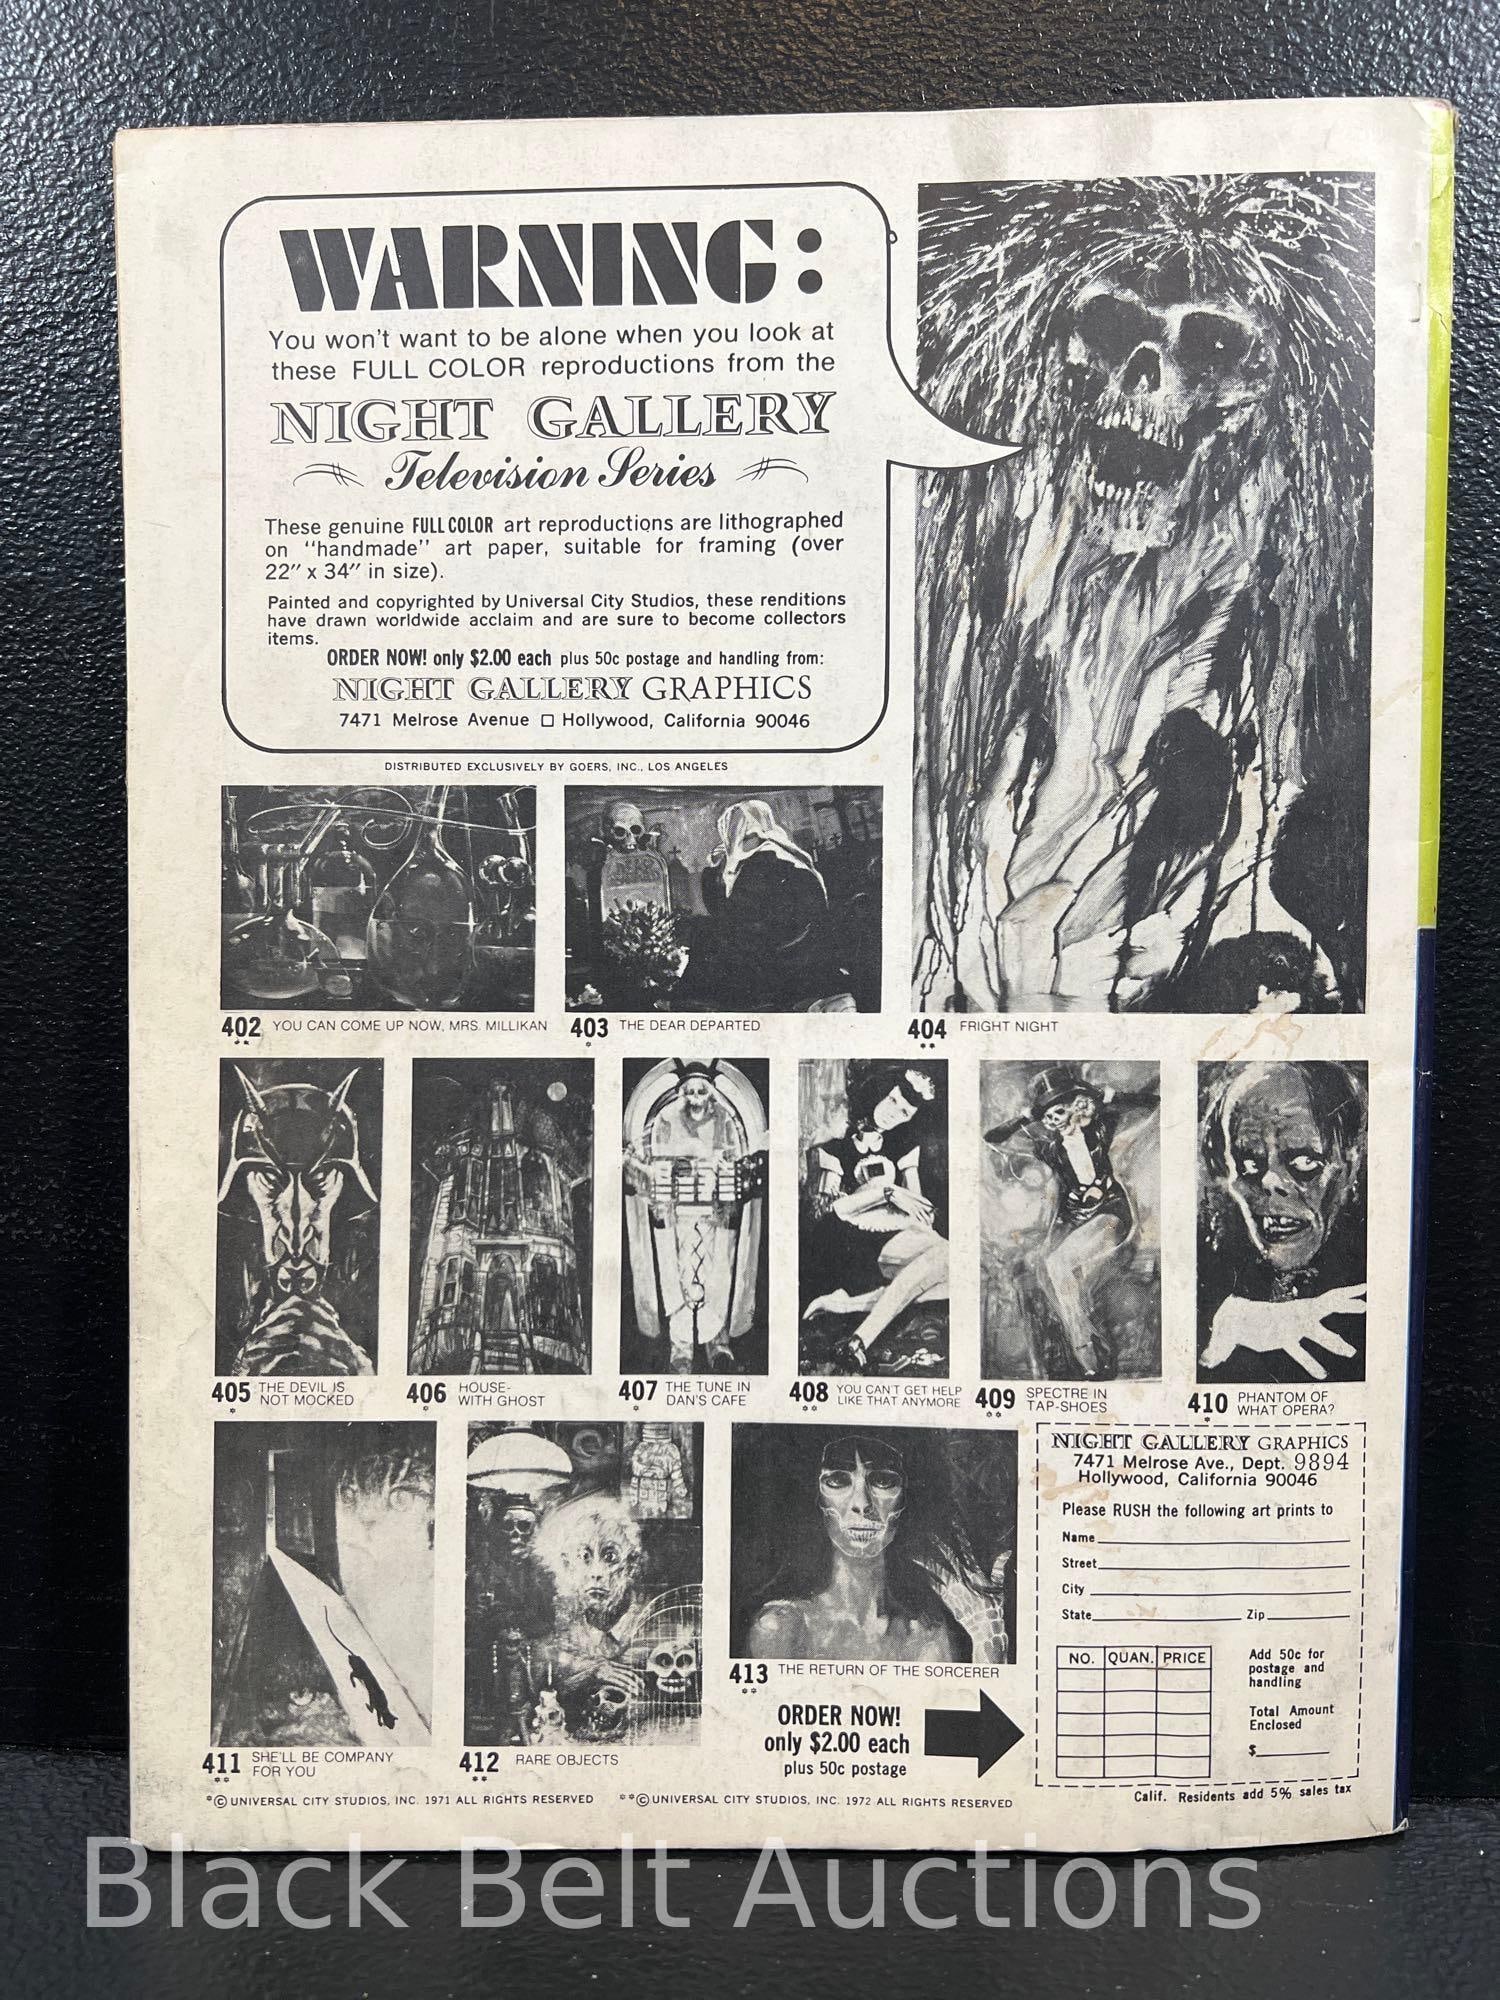 WARNING:
You won't want to be alone when you look at
these FULL COLOR reproductions from the
NIGHT GALLERY
Television Series
These genuine FULL COLOR art reproductions are lithographed
on "handmade" art paper, suitable for framing (over
22" x 34" in size).
Painted and copyrighted by Universal City Studios, these renditions
have drawn worldwide acclaim and are sure to become collectors
items.
ORDER NOW! only $2.00 each plus 50c postage and handling from:
NIGHT GALLERY GRAPHICS
7471 Melrose Avenue □ Hollywood, California 90046
DISTRIBUTED EXCLUSIVELY BY GOERS, INC., LOS ANGELES
402 YOU CAN COME UP NOW, MRS. MILLIKAN
**
403 THE DEAR DEPARTED
*
404 FRIGHT NIGHT
**
405 THE DEVIL IS
NOT MOCKED
*
406 HOUSE-
WITH GHOST
*
407 THE TUNE IN
DAN'S CAFE
*
408 YOU CAN'T GET HELP
LIKE THAT ANYMORE
**
409 SPECTRE IN
TAP-SHOES
**
410 PHANTOM OF
WHAT OPERA?
*
411 SHE'LL BE COMPANY
FOR YOU
**
412 RARE OBJECTS
**
413 THE RETURN OF THE SORCERER
**
ORDER NOW!
only $2.00 each
plus 50c postage
NIGHT GALLERY GRAPHICS
7471 Melrose Ave., Dept. 9894
Hollywood, California 90046
Please RUSH the following art prints to
Name
Street
City
State Zip
NO. QUAN. PRICE
Add 50c for
postage and
handling
Total Amount
Enclosed
$
Calif. Residents add 5% sales tax
*© UNIVERSAL CITY STUDIOS, INC. 1971 ALL RIGHTS RESERVED **© UNIVERSAL CITY STUDIOS, INC. 1972 ALL RIGHTS RESERVED
Black Belt Auctions